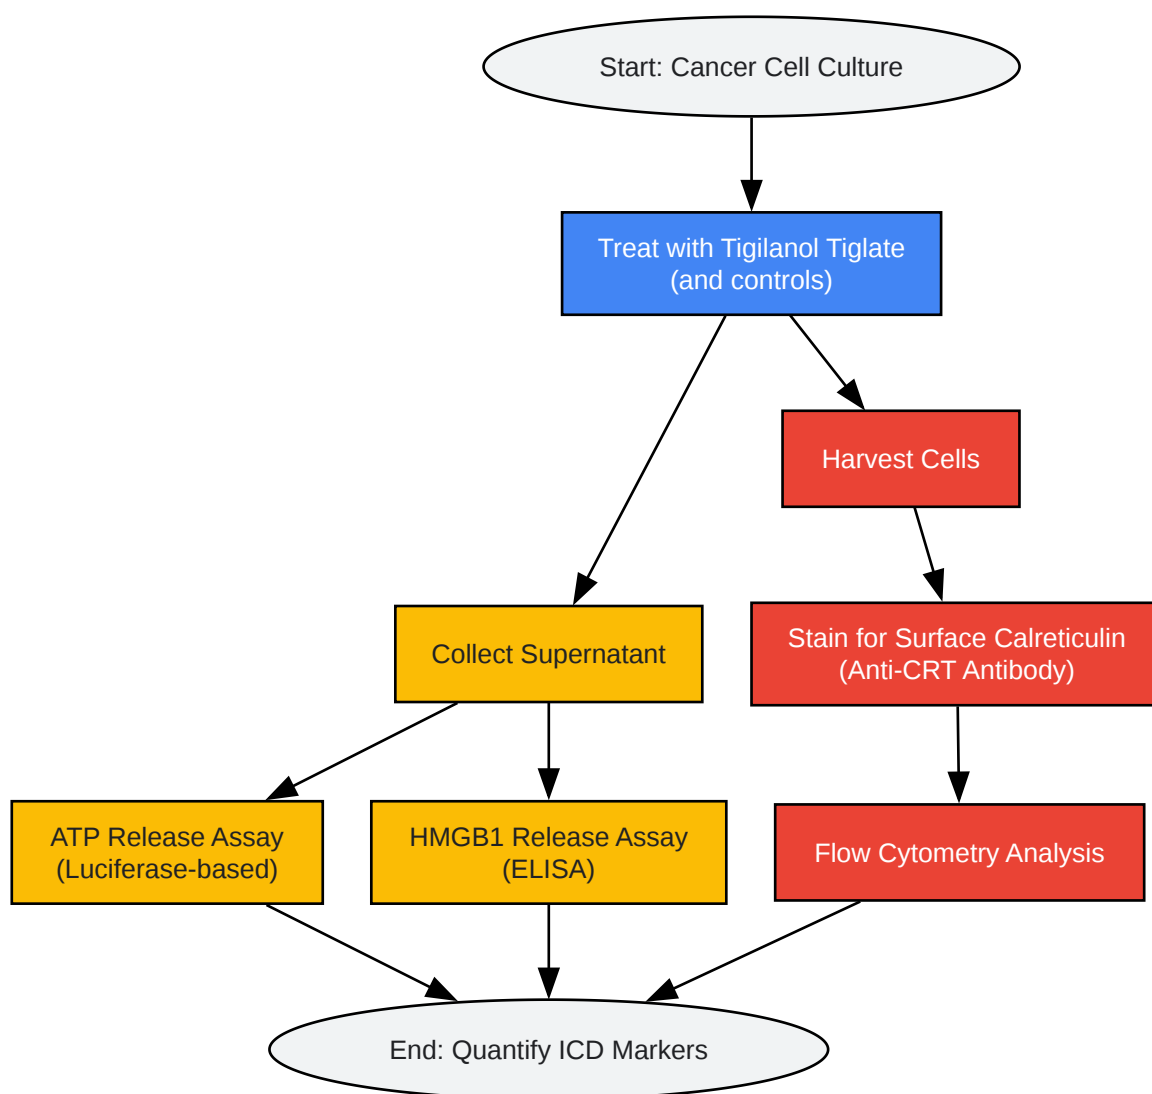 Start: Cancer Cell Culture
Treat with Tigilanol Tiglate
(and controls)
Harvest Cells
Collect Supernatant
Stain for Surface Calreticulin
(Anti-CRT Antibody)
ATP Release Assay
(Luciferase-based)
HMGB1 Release Assay
(ELISA)
Flow Cytometry Analysis
End: Quantify ICD Markers